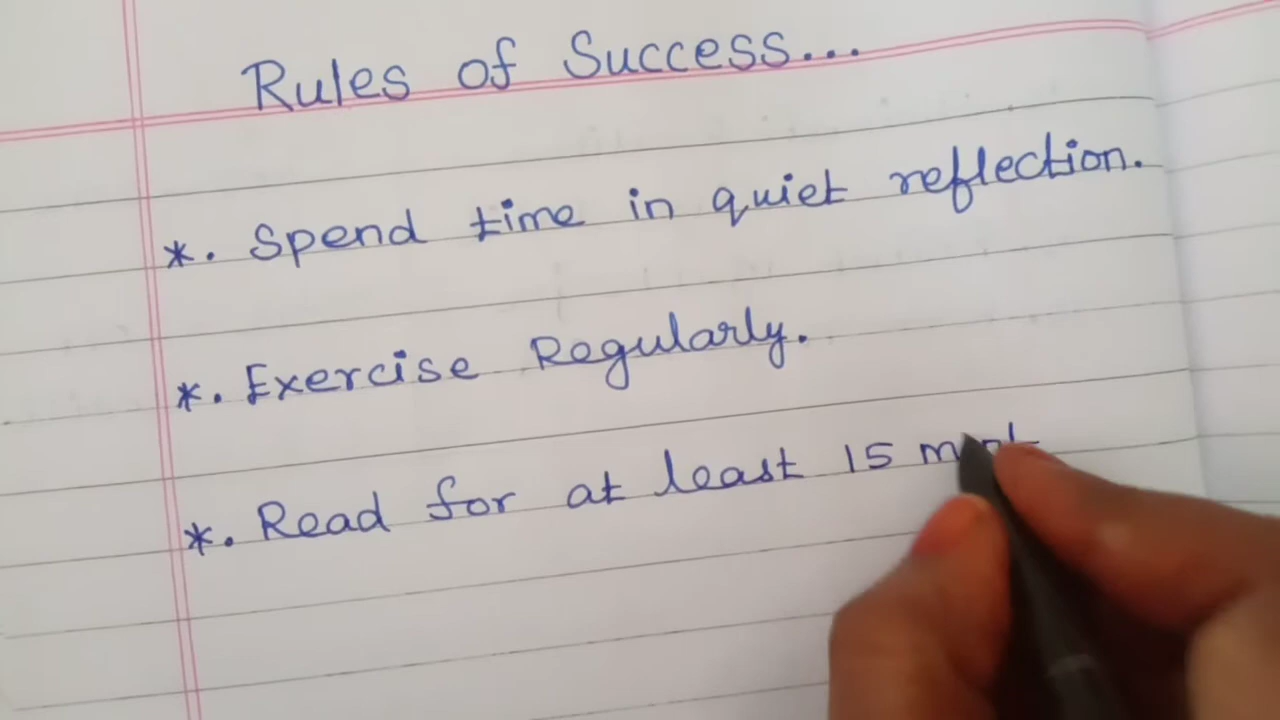 Rules of Success...
*. Spend time in quiet reflection.
*. Exercise Regularly.
*. Read for at least 15